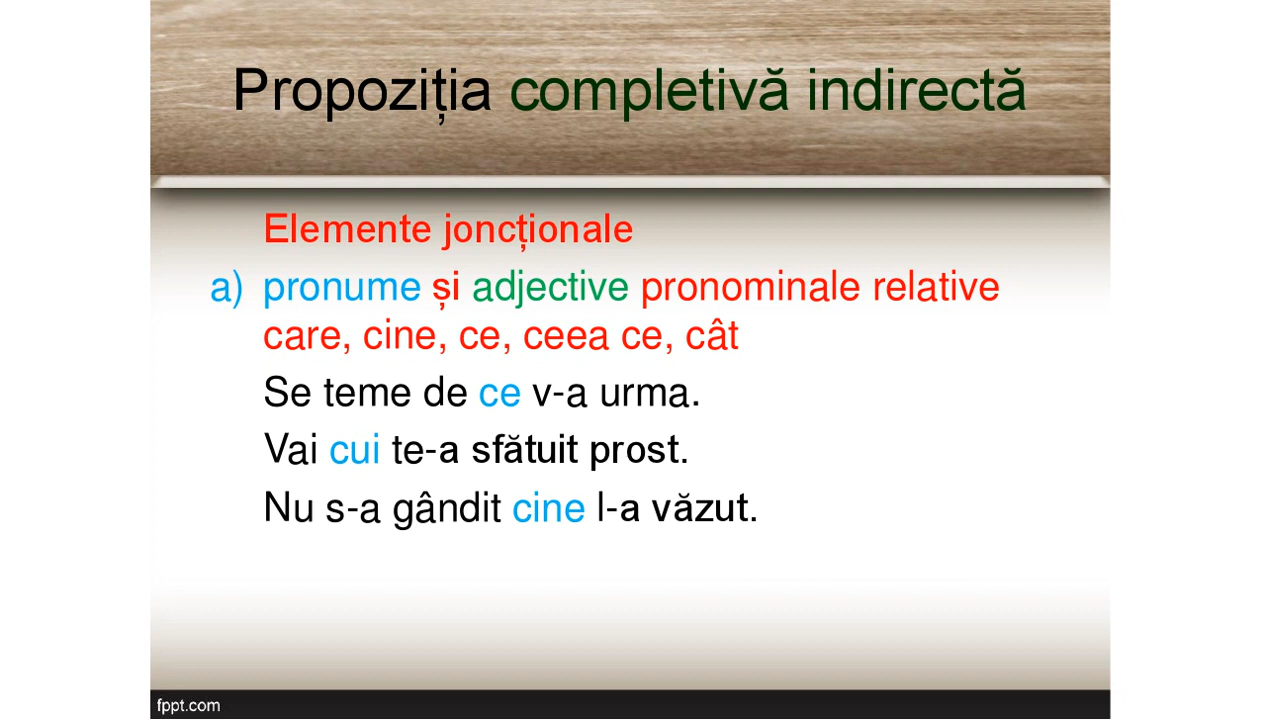 Propoziția completivă indirectă
Elemente joncționale
a) pronume și adjective pronominale relative
care, cine, ce, ceea ce, cât
Se teme de ce v-a urma.
Vai cui te-a sfătuit prost.
Nu s-a gândit cine l-a văzut.
fppt.com